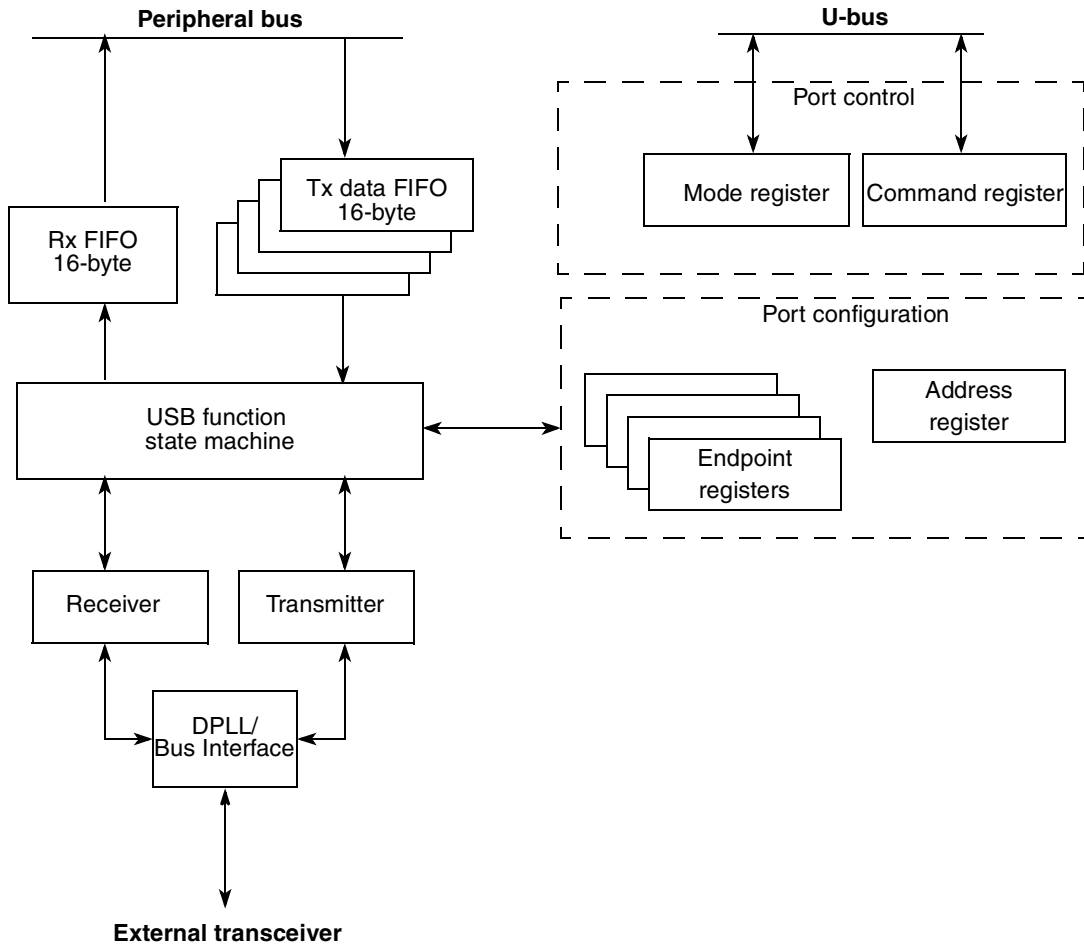 Peripheral bus
U-bus
Port control
Tx data FIFO
16-byte
Mode register
Command register
Rx FIFO
16-byte
Port configuration
USB function
state machine
Address
register
Endpoint
registers
Receiver
Transmitter
DPLL/
Bus Interface
External transceiver